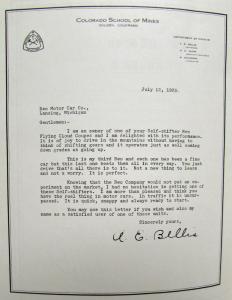 COLORADO SCHOOL OF MINES
GOLDEN, COLORADO
July 12, 1933.
Reo Motor Car Co.,
Lansing, Michigan
Gentlemen:-
I am an owner of one of your Self-shifter Reo
Flying Cloud Coupes and I am delighted with its performance.
It is of joy to drive in the mountains without having to
think of shifting gears and it operates just as well coming
down grades as going up.
This is my third Reo and each one has been a fine
car but this last one beats them all in every way. You just
drive that's all there is to it. Not a new thing to learn
and not a worry. It is perfect.
Knowing that the Reo Company would not put an ex-
periment on the market, I had no hesitation in getting one of
these Self-shifters. I am more than pleased and think you
have the real thing in motor cars. In traffic it is unsur-
passed. It is quick, snappy and always ready to start.
You may use this letter if you wish and also my
name as a satisfied user of one of these units.
Sincerely yours,